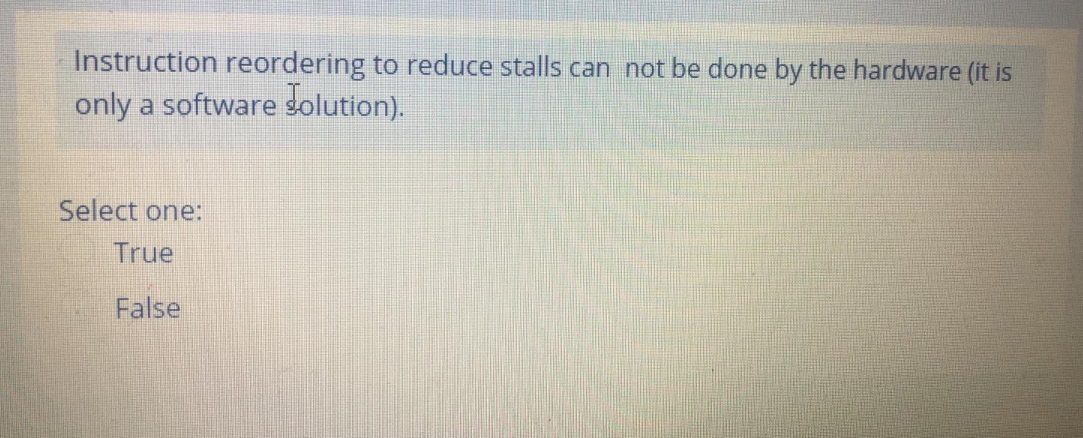 Instruction reordering to reduce stalls can not be done by the hardware (it is
only a software solution).
Select one:
True
False